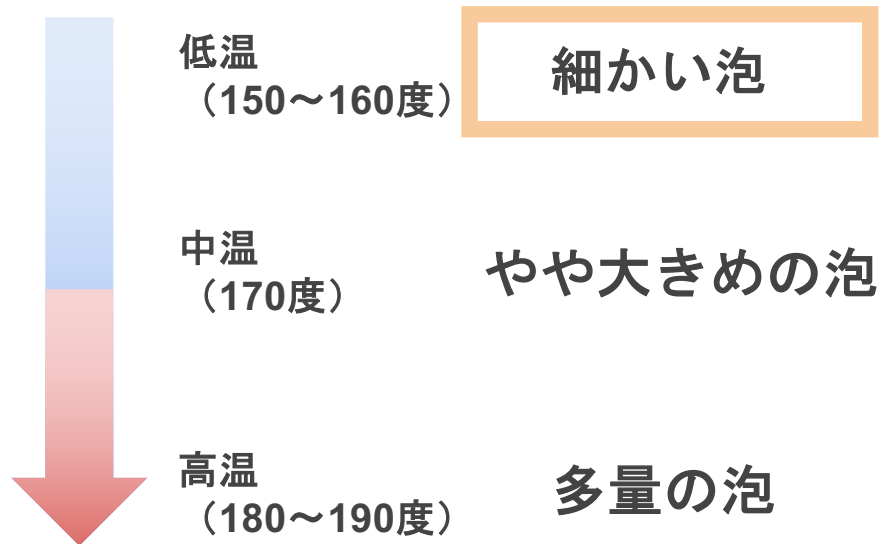 低温
（150～160度）
細かい泡
中温
（170度）
やや大きめの泡
高温
（180～190度）
多量の泡